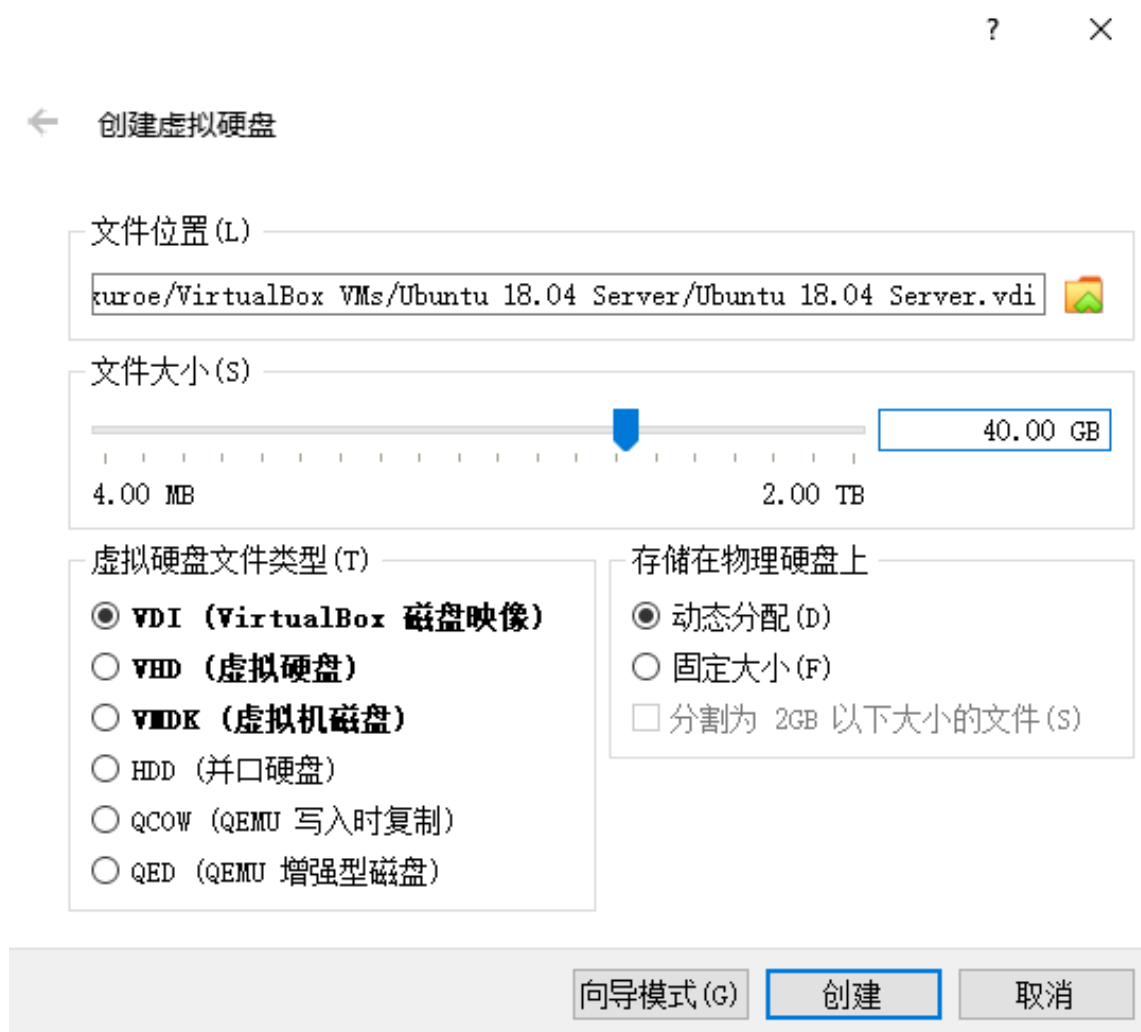 ?
创建虚拟硬盘
文件位置(L)
uroe/VirtualBox VMs/Ubuntu 18.04 Server/Ubuntu 18.04 Server.vdi
文件大小(S)
40.00 GB
4.00 MB 2.00 TB
虚拟硬盘文件类型(T)
VDI (VirtualBox 磁盘映像)
VHD (虚拟硬盘)
VMDK (虚拟机磁盘)
HDD (并口硬盘)
QCOW (QEMU 写入时复制)
QED (QEMU 增强型磁盘)
存储在物理硬盘上
动态分配(D)
固定大小(F)
分割为 2GB 以下大小的文件(S)
向导模式(G) 创建 取消